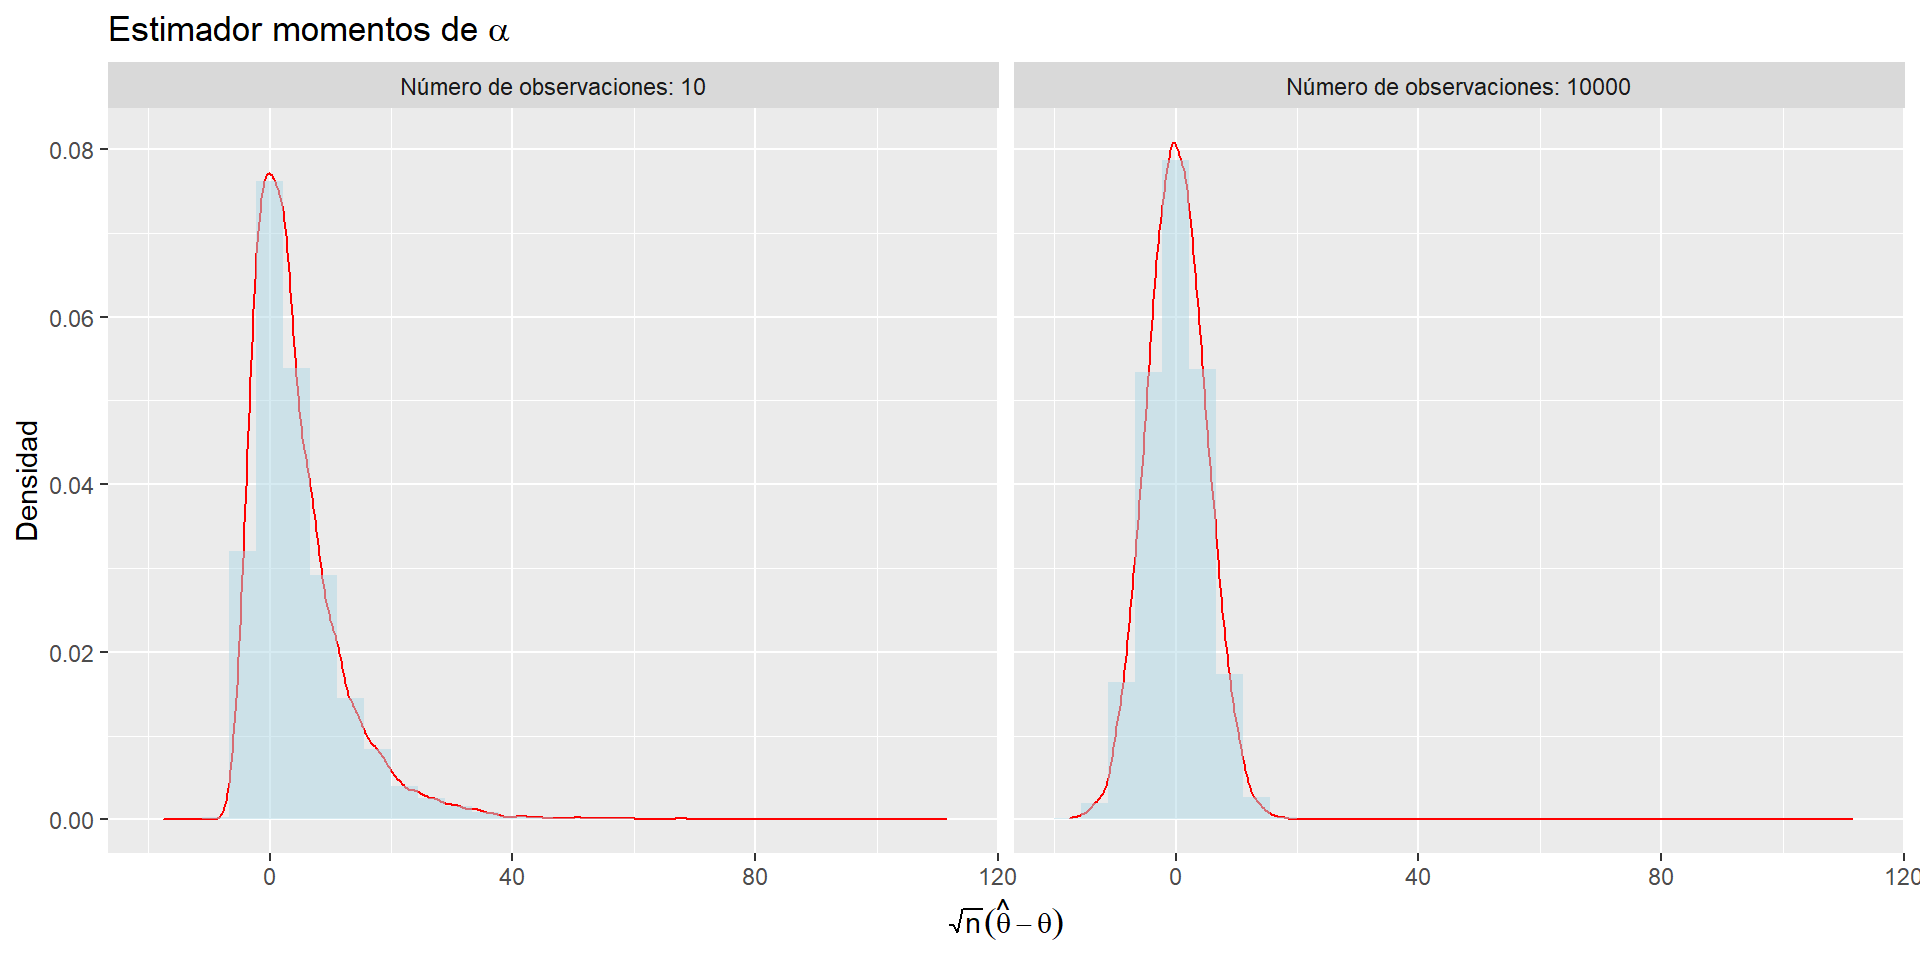 Estimador momentos de α
Número de observaciones: 10
Número de observaciones: 10000
Densidad
0.08
0.06
0.04
0.02
0.00
0 40 80 120
0 40 80 120
√n(θ̂ − θ)